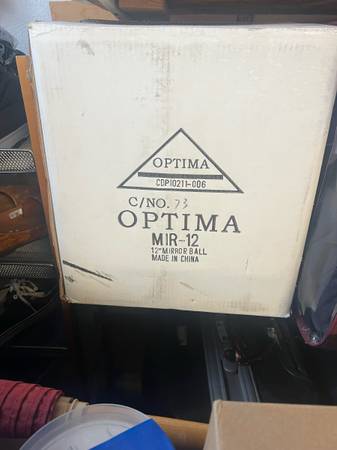 OPTIMA
CDP10211-006
C/NO. 73
OPTIMA
MIR-12
12" MIRROR BALL
MADE IN CHINA